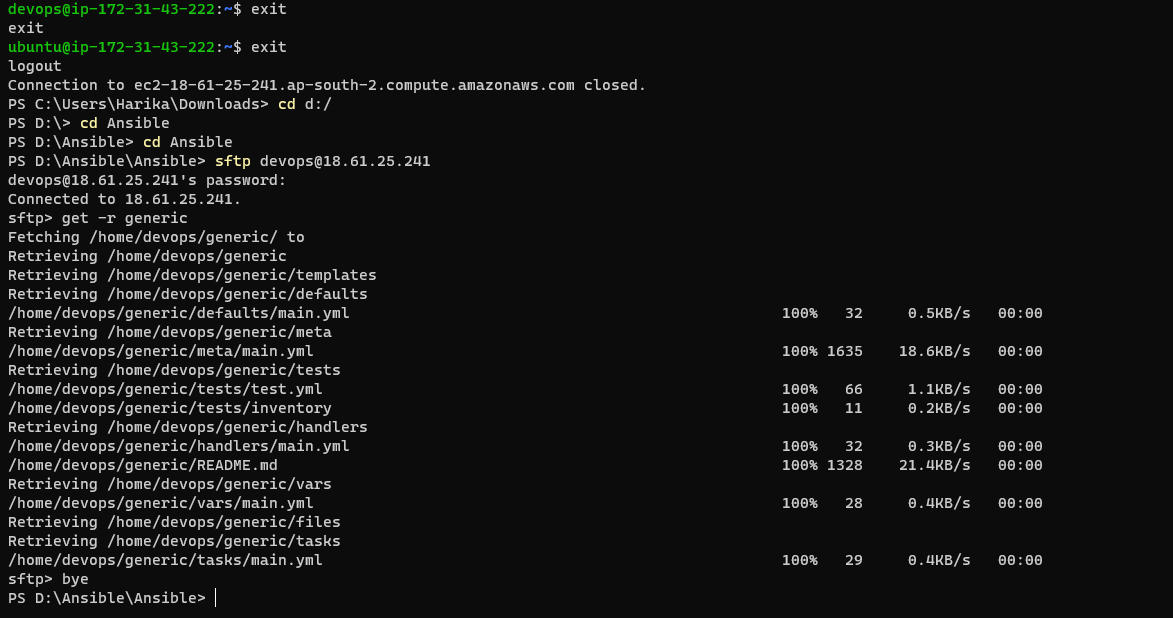 devops@ip-172-31-43-222:~$ exit
exit
ubuntu@ip-172-31-43-222:~$ exit
logout
Connection to ec2-18-61-25-241.ap-south-2.compute.amazonaws.com closed.
PS C:\Users\Harika\Downloads> cd d:/
PS D:\> cd Ansible
PS D:\Ansible> cd Ansible
PS D:\Ansible\Ansible> sftp devops@18.61.25.241
devops@18.61.25.241's password:
Connected to 18.61.25.241.
sftp> get -r generic
Fetching /home/devops/generic/ to
Retrieving /home/devops/generic
Retrieving /home/devops/generic/templates
Retrieving /home/devops/generic/defaults
/home/devops/generic/defaults/main.yml 100% 32 0.5KB/s 00:00
Retrieving /home/devops/generic/meta
/home/devops/generic/meta/main.yml 100% 1635 18.6KB/s 00:00
Retrieving /home/devops/generic/tests
/home/devops/generic/tests/test.yml 100% 66 1.1KB/s 00:00
/home/devops/generic/tests/inventory 100% 11 0.2KB/s 00:00
Retrieving /home/devops/generic/handlers
/home/devops/generic/handlers/main.yml 100% 32 0.3KB/s 00:00
/home/devops/generic/README.md 100% 1328 21.4KB/s 00:00
Retrieving /home/devops/generic/vars
/home/devops/generic/vars/main.yml 100% 28 0.4KB/s 00:00
Retrieving /home/devops/generic/files
Retrieving /home/devops/generic/tasks
/home/devops/generic/tasks/main.yml 100% 29 0.4KB/s 00:00
sftp> bye
PS D:\Ansible\Ansible>